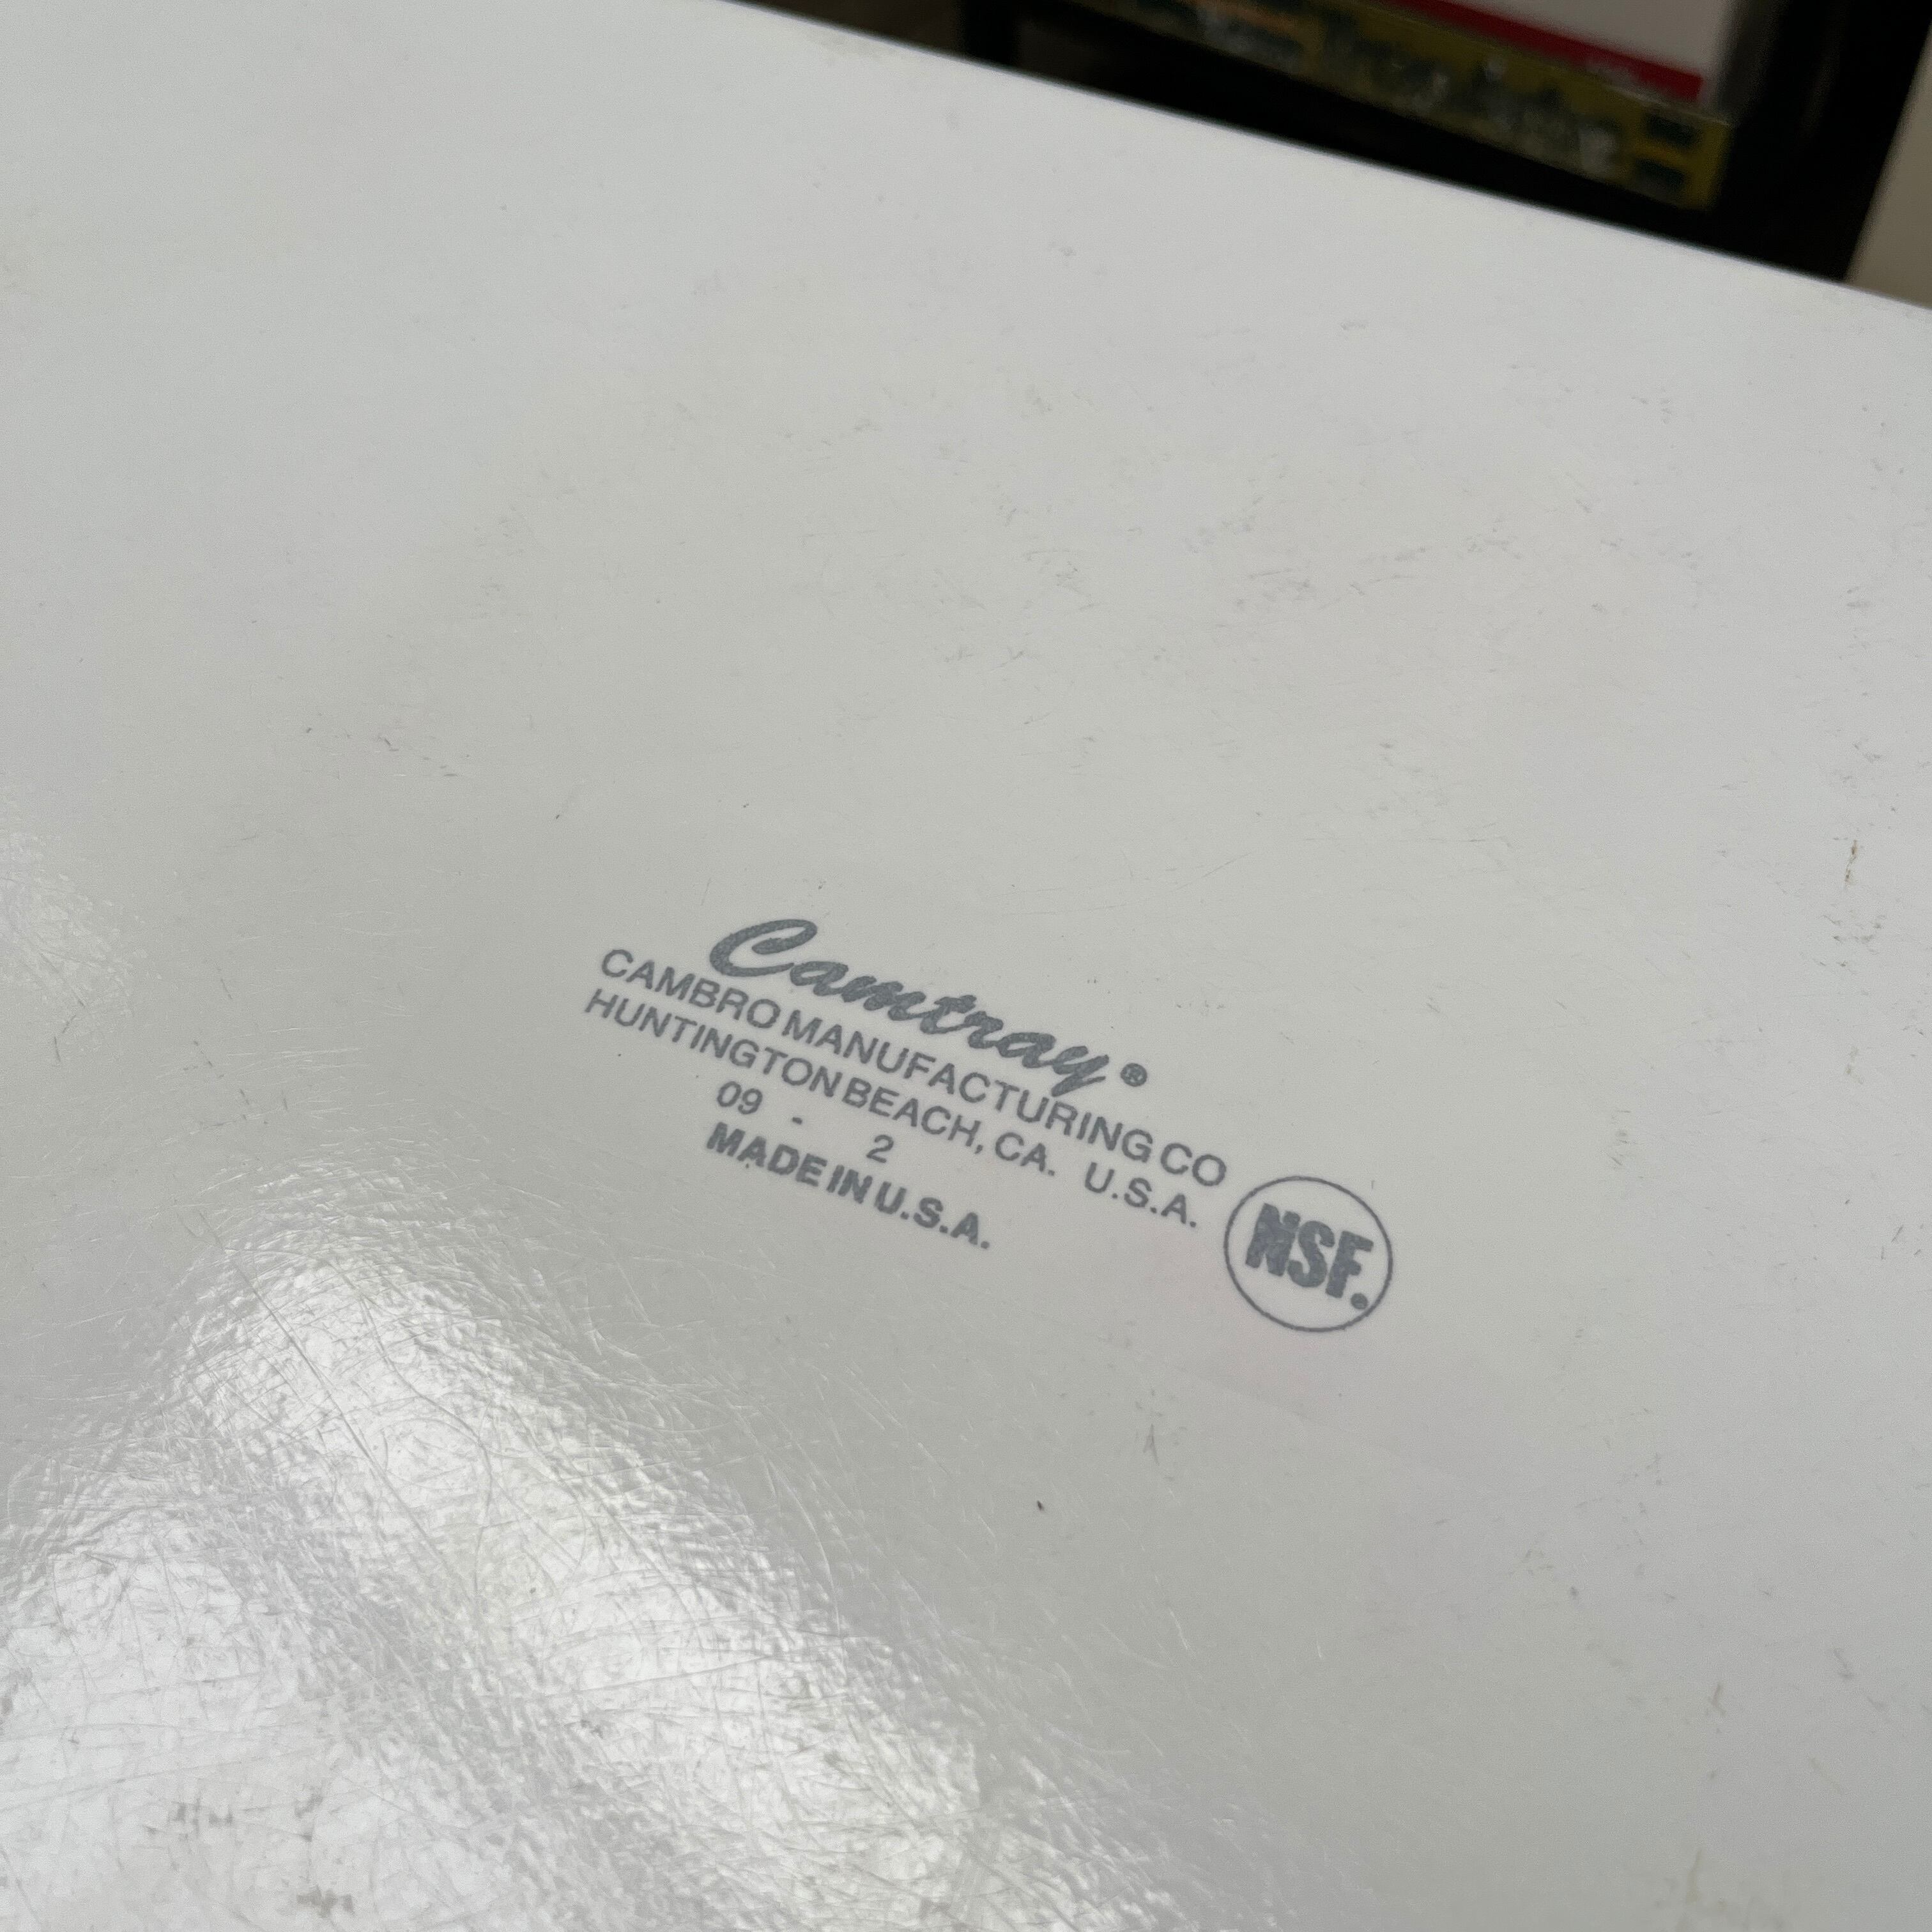 Camtray®
CAMBRO MANUFACTURING CO
HUNTINGTON BEACH, CA. U.S.A.
09 - 2
MADE IN U.S.A.
NSF.